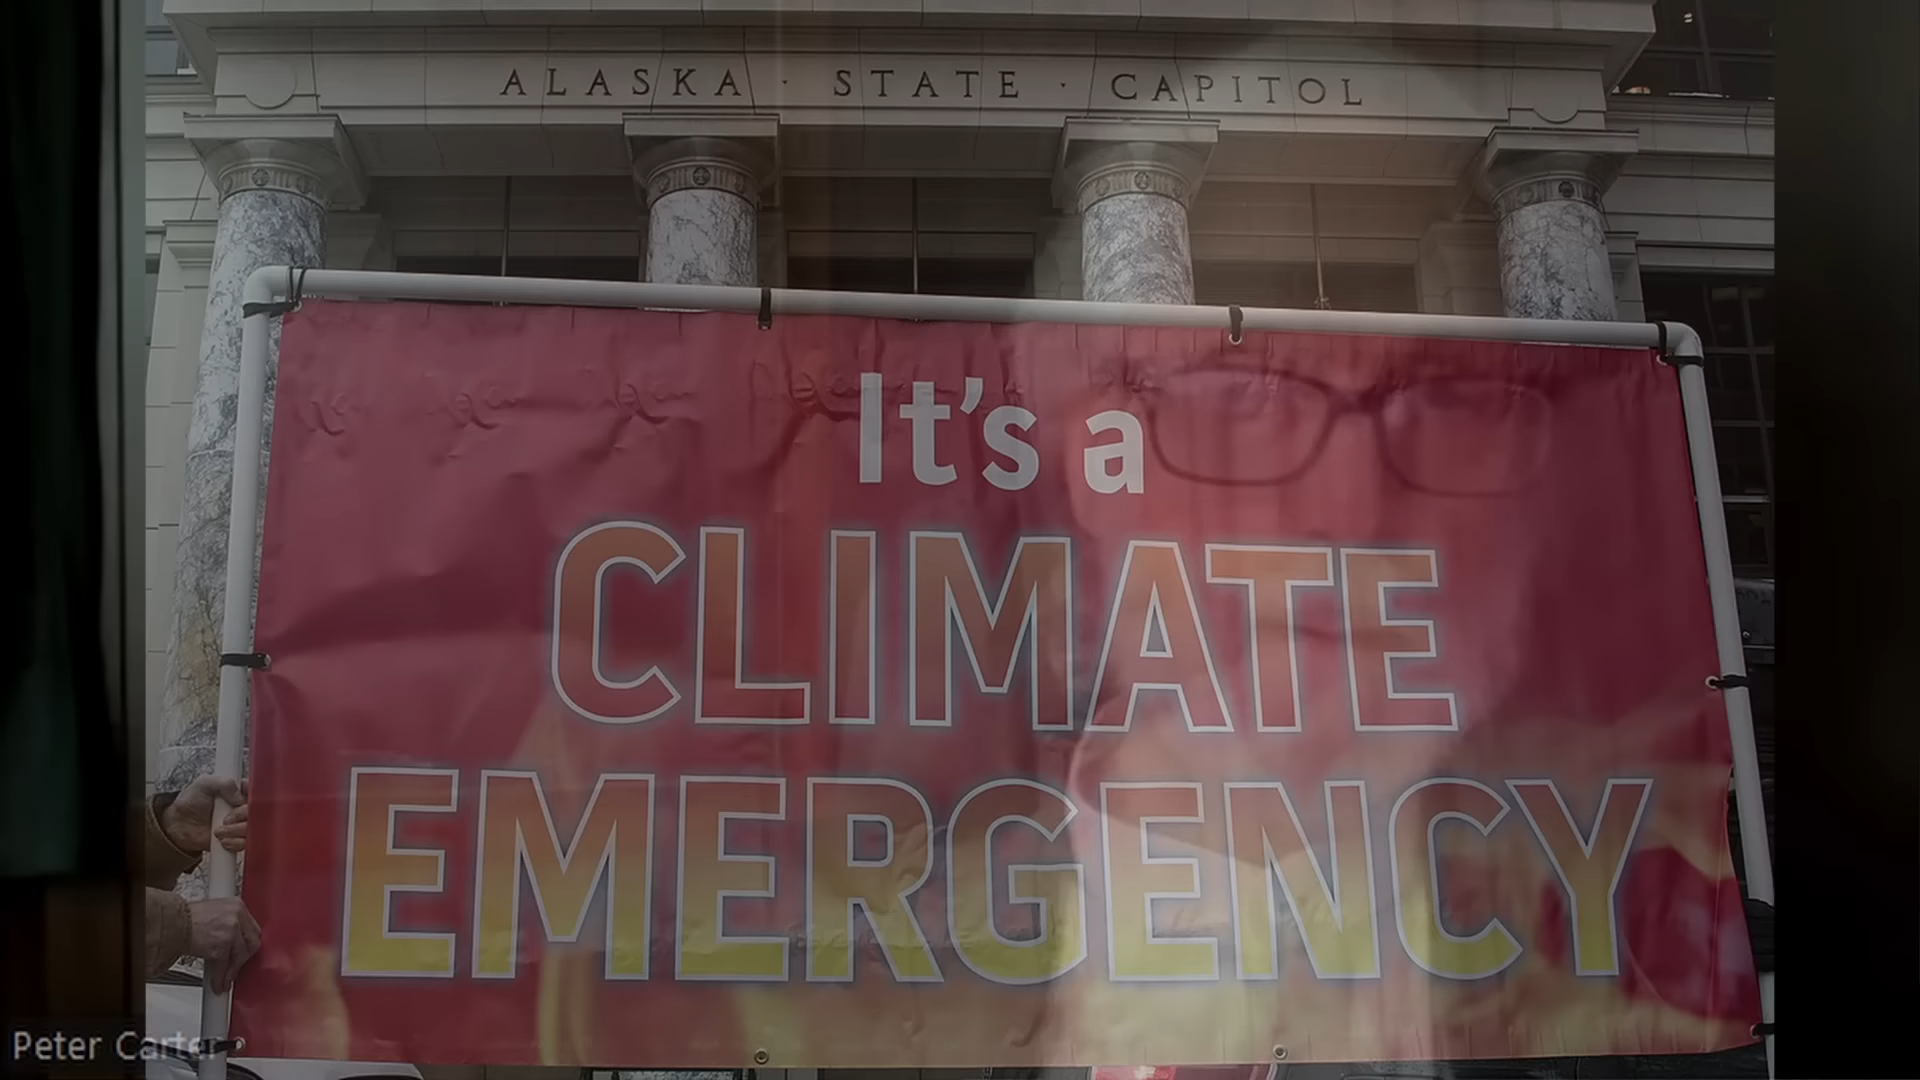 ALASKA · STATE · CAPITOL
It's a
CLIMATE
EMERGENCY
Peter Carter